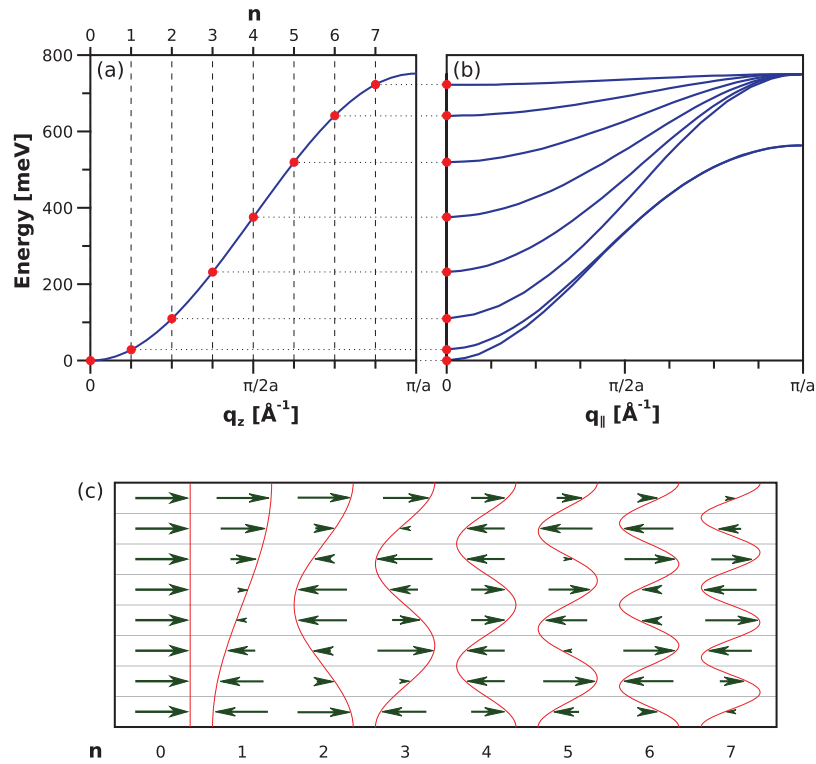 n
0 1 2 3 4 5 6 7
(a)
(b)
800
600
400
200
0
Energy [meV]
0 π/2a π/a
0 π/2a π/a
q_z [Å⁻¹]
q_∥ [Å⁻¹]
(c)
n 0 1 2 3 4 5 6 7